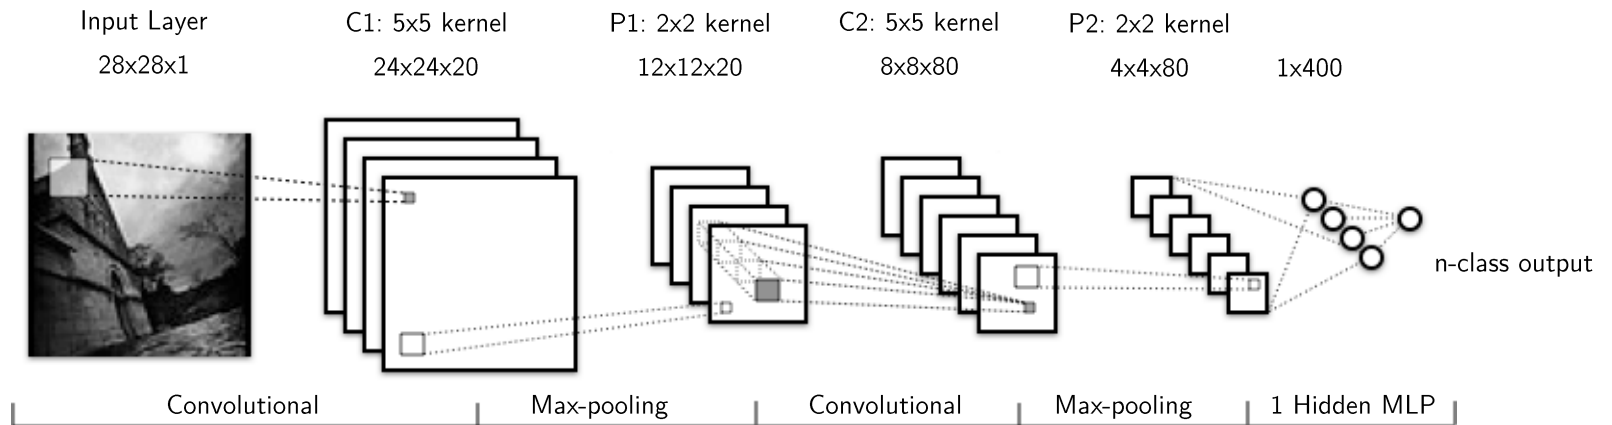 Input Layer
C1: 5x5 kernel
P1: 2x2 kernel
C2: 5x5 kernel
P2: 2x2 kernel
28x28x1
24x24x20
12x12x20
8x8x80
4x4x80
1x400
n-class output
Convolutional
Max-pooling
Convolutional
Max-pooling
1 Hidden MLP